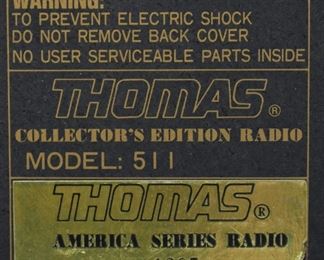 WARNING:
TO PREVENT ELECTRIC SHOCK
DO NOT REMOVE BACK COVER
NO USER SERVICEABLE PARTS INSIDE
THOMAS®
COLLECTOR'S EDITION RADIO
MODEL: 511
THOMAS®
AMERICA SERIES RADIO